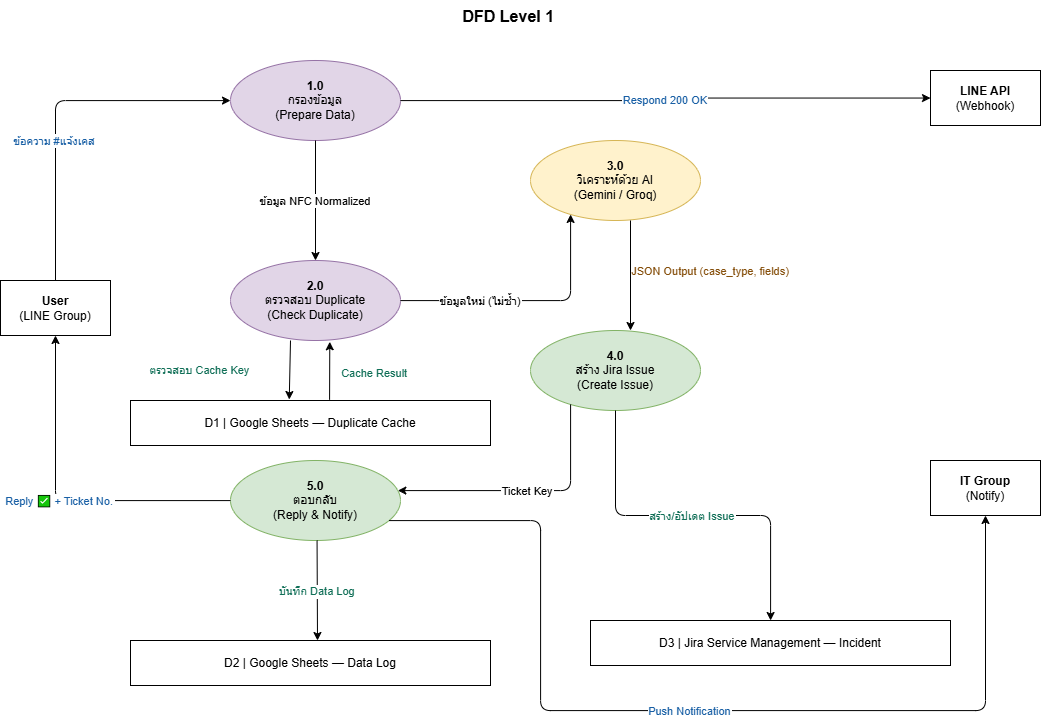 DFD Level 1
1.0
กรองข้อมูล
(Prepare Data)
Respond 200 OK
LINE API
(Webhook)
ข้อความ #แจ้งเคส
3.0
วิเคราะห์ด้วย AI
(Gemini / Groq)
ข้อมูล NFC Normalized
JSON Output (case_type, fields)
User
(LINE Group)
2.0
ตรวจสอบ Duplicate
(Check Duplicate)
ข้อมูลใหม่ (ไม่ซ้ำ)
4.0
สร้าง Jira Issue
(Create Issue)
ตรวจสอบ Cache Key
Cache Result
D1 | Google Sheets — Duplicate Cache
5.0
ตอบกลับ
(Reply & Notify)
Ticket Key
IT Group
(Notify)
Reply ✅ + Ticket No.
สร้าง/อัปเดต Issue
บันทึก Data Log
D3 | Jira Service Management — Incident
D2 | Google Sheets — Data Log
Push Notification